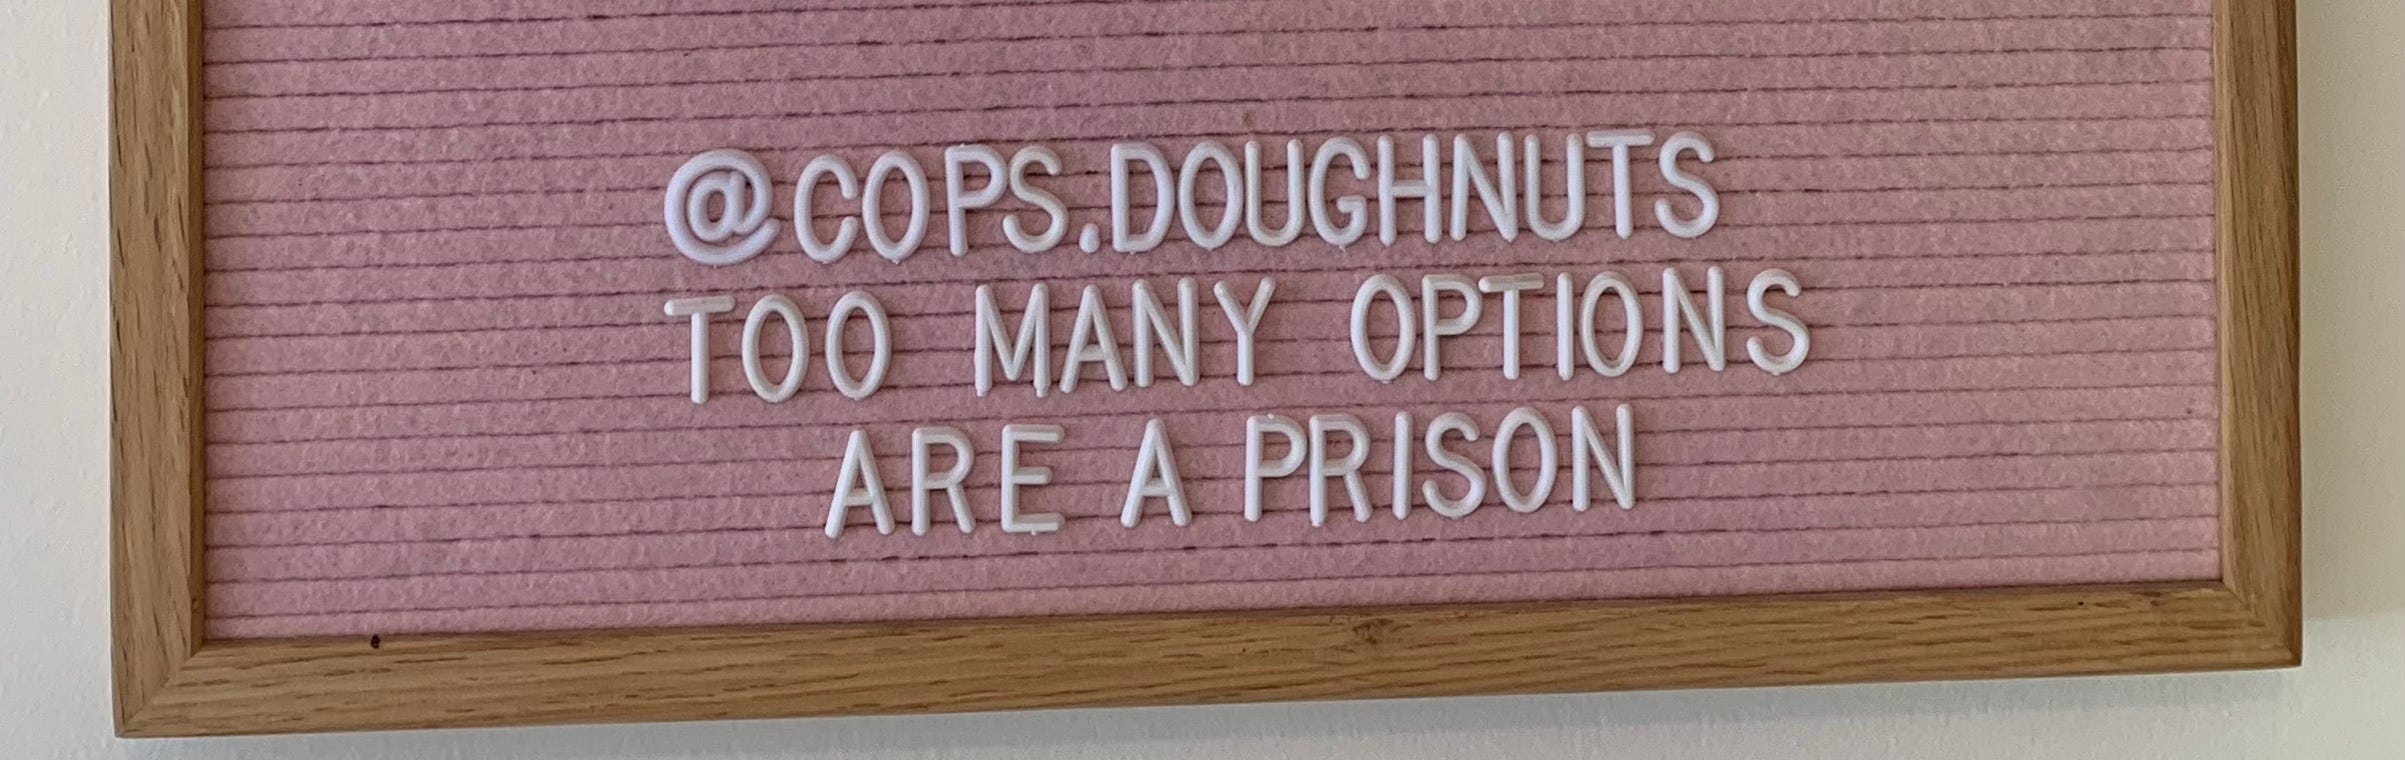 @COPS.DOUGHNUTS
TOO MANY OPTIONS
ARE A PRISON